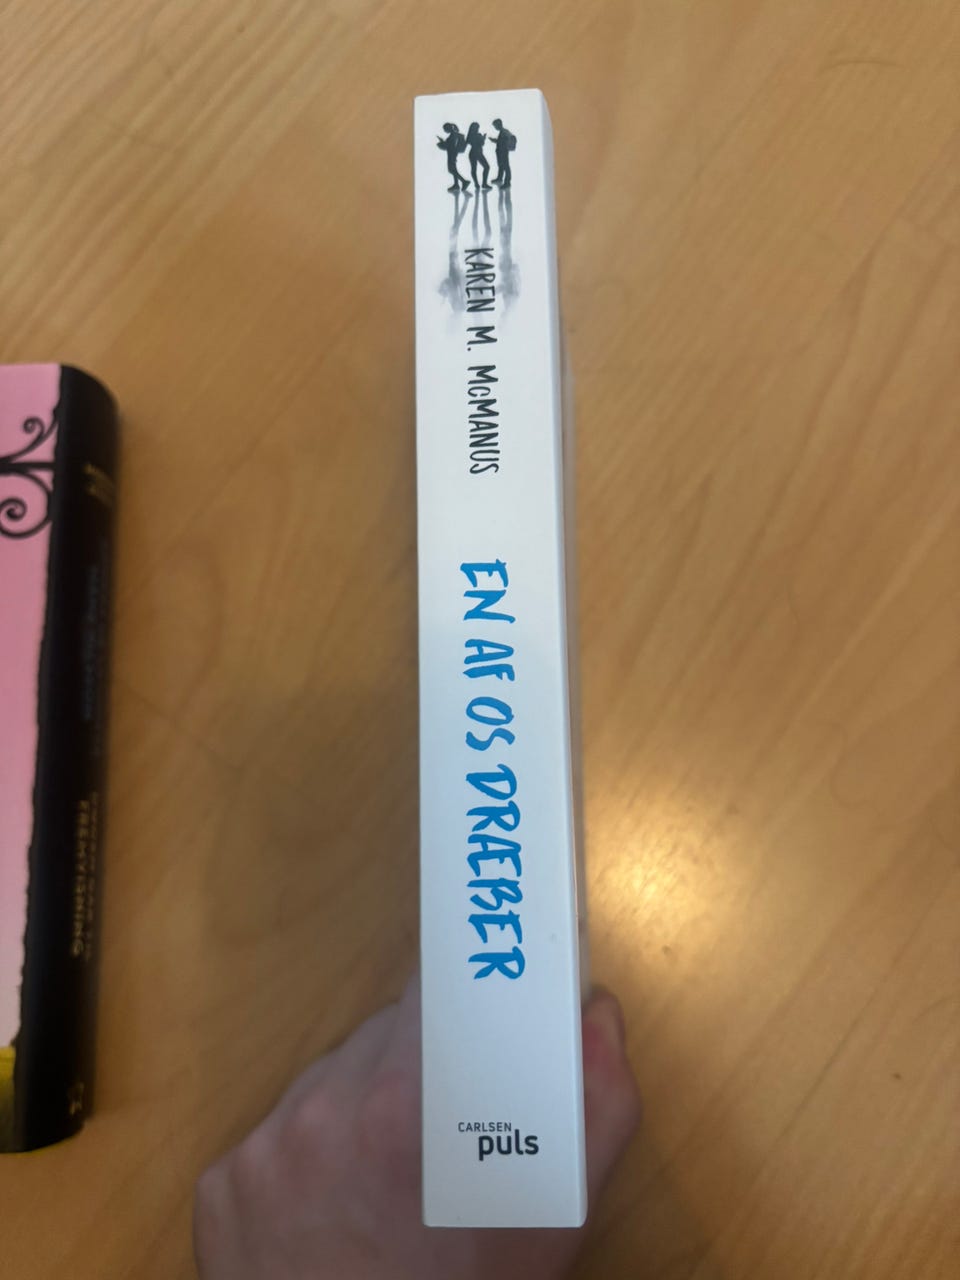 KAREN M. McMANUS
EN AF OS DRÆBER
CARLSEN
puls